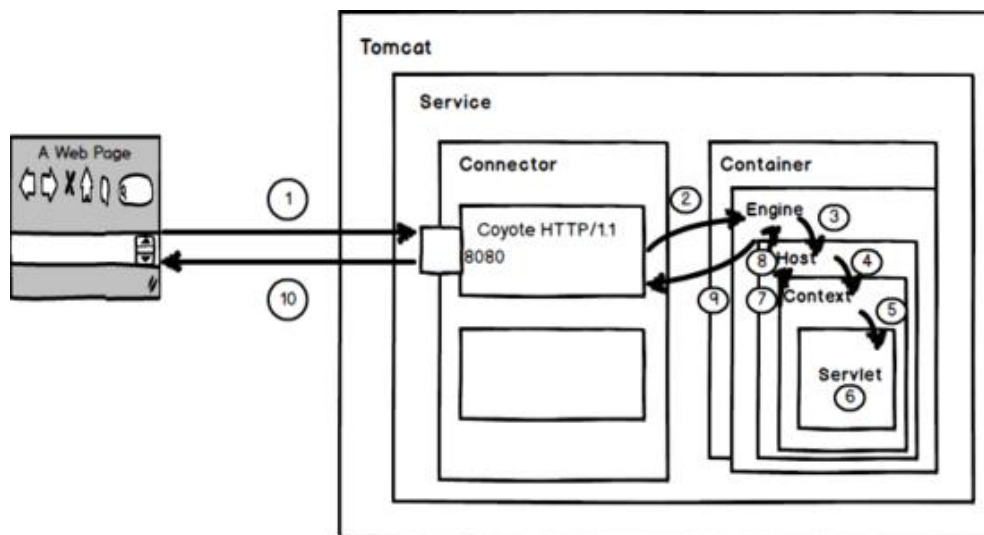 Tomcat
Service
A Web Page
Connector
Container
1
2
Engine
3
Coyote HTTP/1.1
8080
8
Host
4
10
9
7
Context
5
Servlet
6